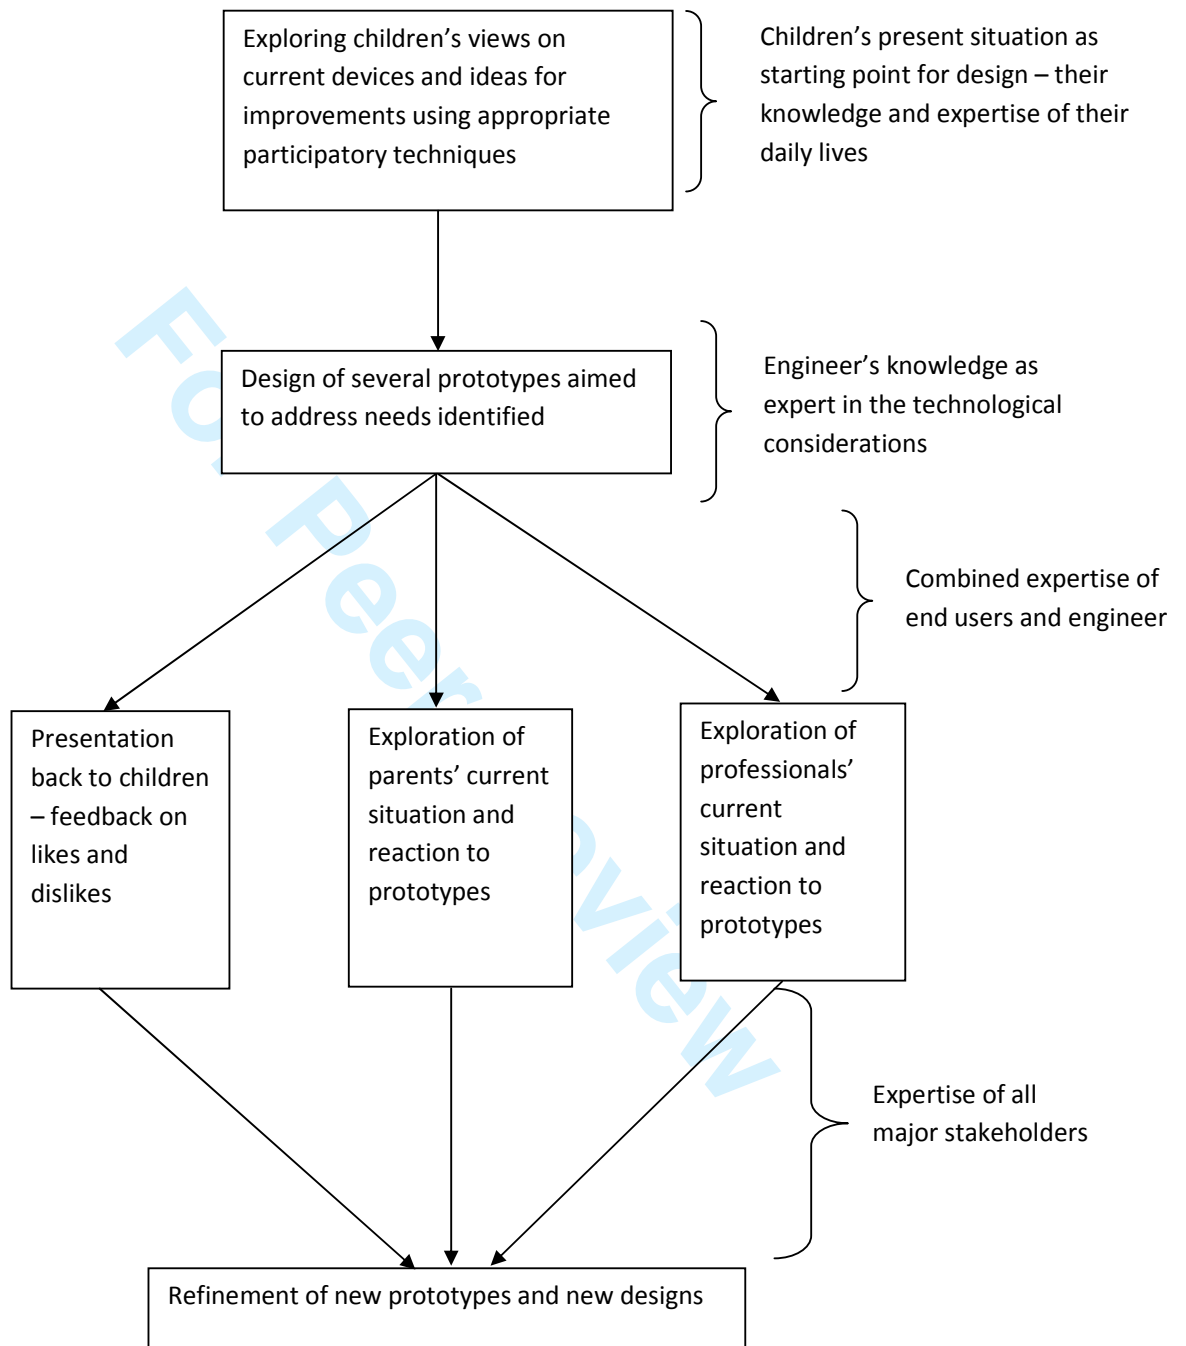 Exploring children’s views on
current devices and ideas for
improvements using appropriate
participatory techniques
Children’s present situation as
starting point for design – their
knowledge and expertise of their
daily lives
Design of several prototypes aimed
to address needs identified
Engineer’s knowledge as
expert in the technological
considerations
Combined expertise of
end users and engineer
Presentation
back to children
– feedback on
likes and
dislikes
Exploration of
parents’ current
situation and
reaction to
prototypes
Exploration of
professionals’
current
situation and
reaction to
prototypes
Expertise of all
major stakeholders
Refinement of new prototypes and new designs
For Peer Review